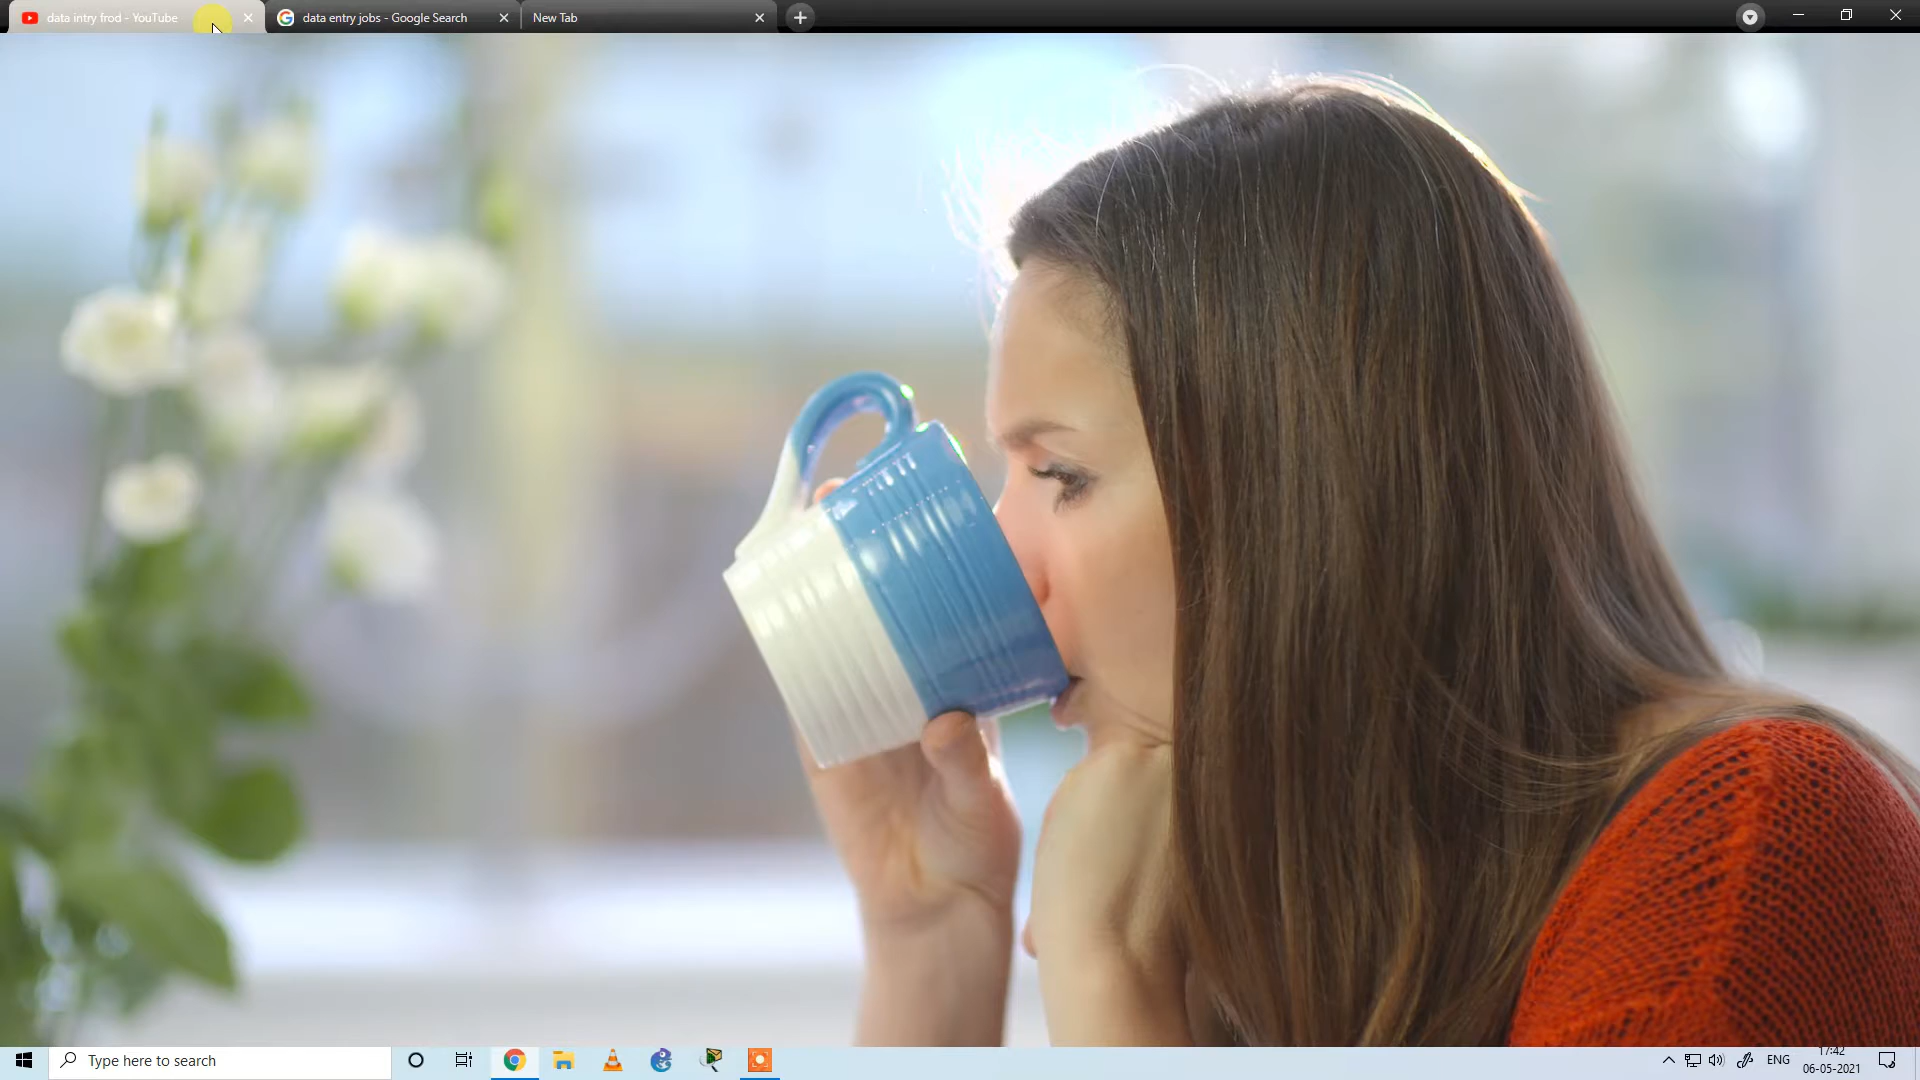 data intry frod - YouTube
data entry jobs - Google Search
New Tab
Type here to search
ENG
17:42
06-05-2021